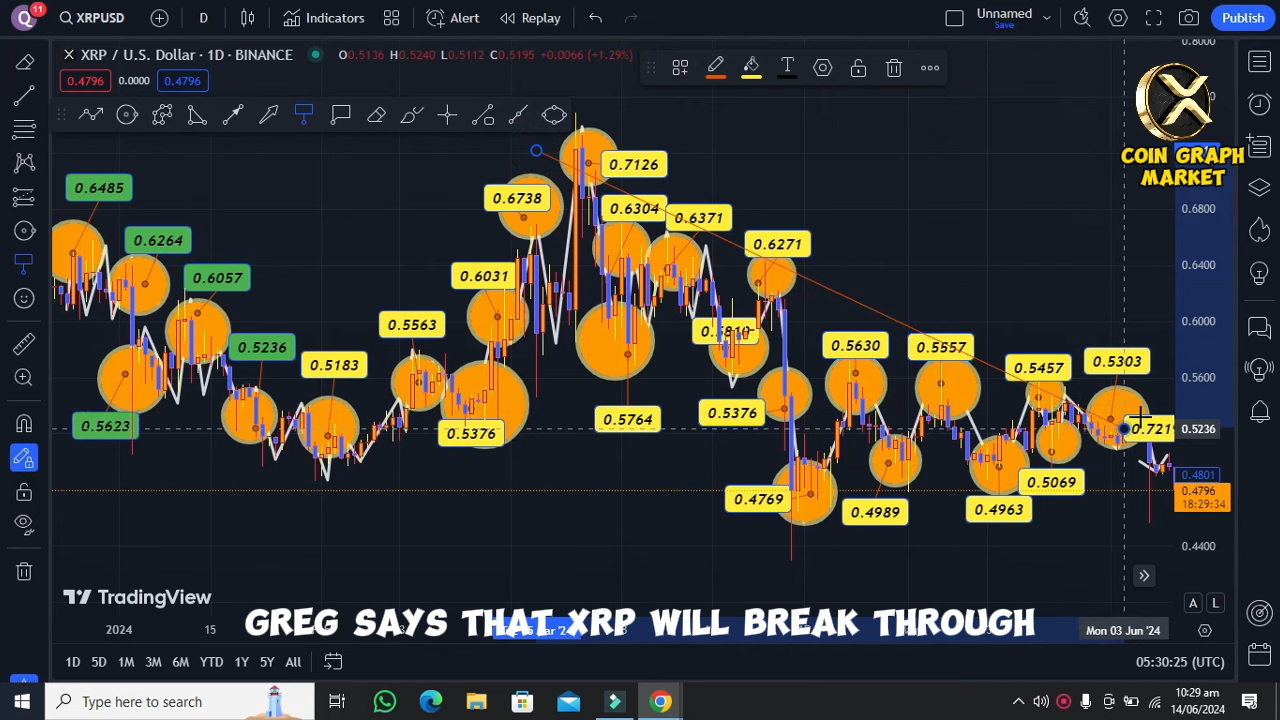 11
Q
XRPUSD
D
Indicators
Alert
Replay
Unnamed
Save
Publish
XRP / U.S. Dollar · 1D · BINANCE
O0.5136 H0.5240 L0.5112 C0.5195 +0.0066 (+1.29%)
0.4796 0.0000 0.4796
T
COIN GRAPH
MARKET
0.8000
0.6800
0.6400
0.6000
0.5600
0.5236
0.4801
0.4796
18:29:34
0.4400
0.6485
0.6264
0.6057
0.5623
0.5236
0.5183
0.5563
0.5376
0.6031
0.6738
0.7126
0.6304
0.6371
0.5764
0.6271
0.5376
0.4769
0.5630
0.4989
0.5557
0.4963
0.5457
0.5069
0.5303
TradingView
A L
GREG SAYS THAT XRP WILL BREAK THROUGH
2024
15
Mar '24
Mon 03 Jun '24
1D 5D 1M 3M 6M YTD 1Y 5Y All
05:30:25 (UTC)
Type here to search
10:29 am
14/06/2024